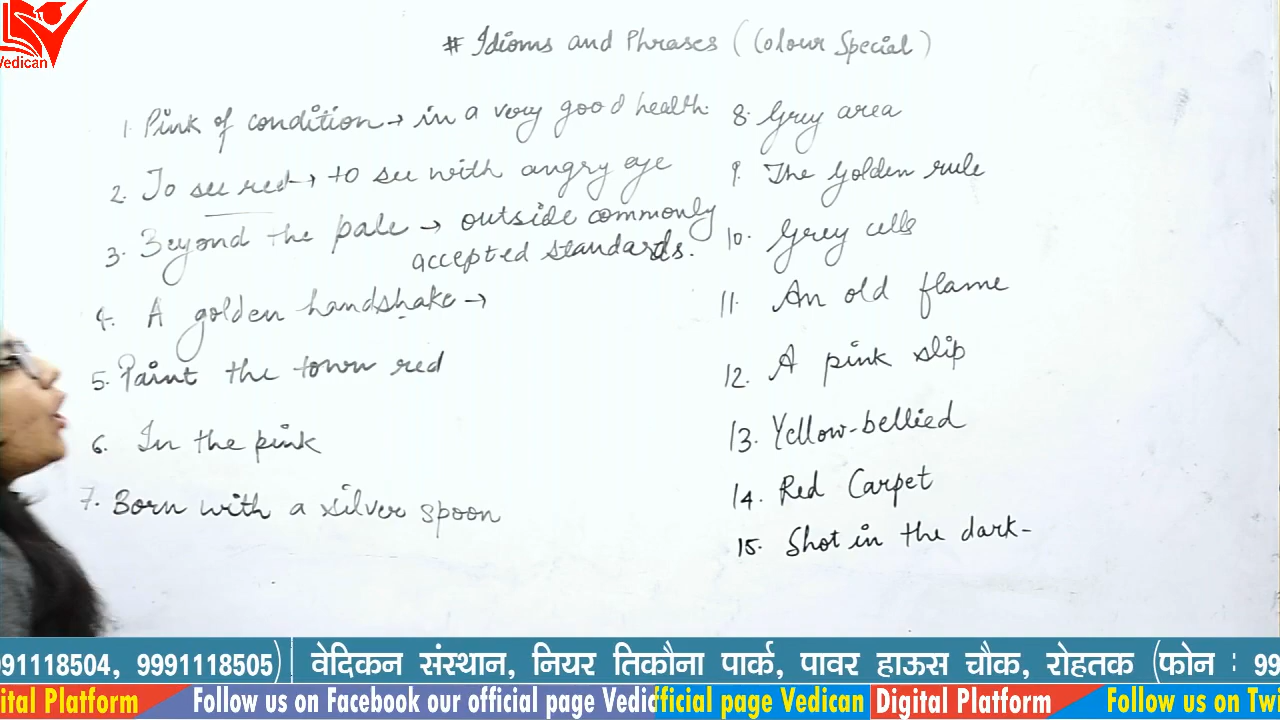 Vedican
# Idioms and Phrases (Colour Special)
1. Pink of condition → in a very good health.
2. To see red → to see with angry eye
3. Beyond the pale → outside commonly
accepted standards.
4. A golden handshake →
5. Paint the town red
6. In the pink
7. Born with a silver spoon
8. Grey area
9. The Golden rule
10. Grey cells
11. An old flame
12. A pink slip
13. Yellow-bellied
14. Red Carpet
15. Shot in the dark-
991118504, 9991118505) | वेदिकन संस्थान, नियर तिकौना पार्क, पावर हाऊस चौक, रोहतक (फोन : 99
ital Platform Follow us on Facebook our official page Vedic fficial page Vedican Digital Platform Follow us on Twi